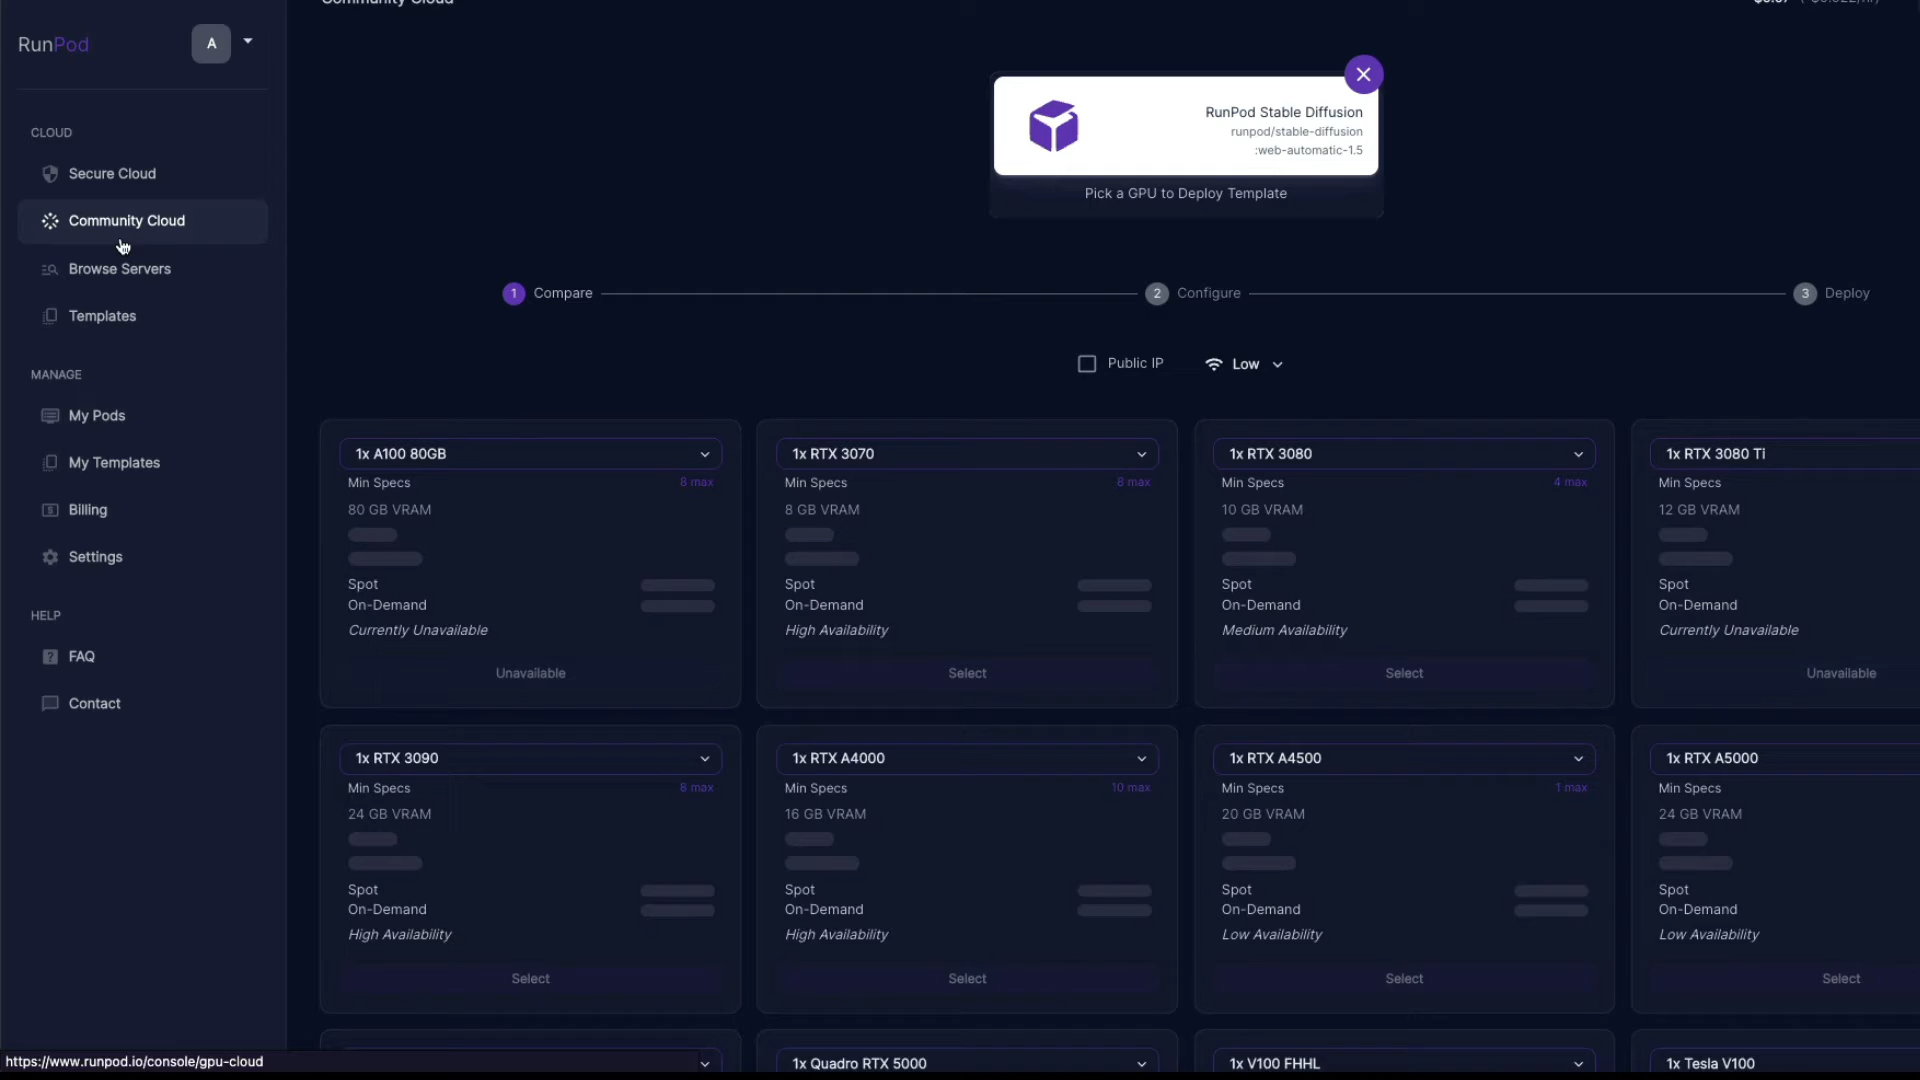 RunPod
A
CLOUD
Secure Cloud
Community Cloud
Browse Servers
Templates
MANAGE
My Pods
My Templates
Billing
Settings
HELP
FAQ
Contact
https://www.runpod.io/console/gpu-cloud
Community Cloud
RunPod Stable Diffusion
runpod/stable-diffusion
:web-automatic-1.5
Pick a GPU to Deploy Template
1 Compare
2 Configure
3 Deploy
Public IP
Low
1x A100 80GB
Min Specs 8 max
80 GB VRAM
Spot
On-Demand
Currently Unavailable
Unavailable
1x RTX 3070
Min Specs 8 max
8 GB VRAM
Spot
On-Demand
High Availability
Select
1x RTX 3080
Min Specs 4 max
10 GB VRAM
Spot
On-Demand
Medium Availability
Select
1x RTX 3080 Ti
Min Specs
12 GB VRAM
Spot
On-Demand
Currently Unavailable
Unavailable
1x RTX 3090
Min Specs 8 max
24 GB VRAM
Spot
On-Demand
High Availability
Select
1x RTX A4000
Min Specs 10 max
16 GB VRAM
Spot
On-Demand
High Availability
Select
1x RTX A4500
Min Specs 1 max
20 GB VRAM
Spot
On-Demand
Low Availability
Select
1x RTX A5000
Min Specs
24 GB VRAM
Spot
On-Demand
Low Availability
Select
1x Quadro RTX 5000
1x V100 FHHL
1x Tesla V100